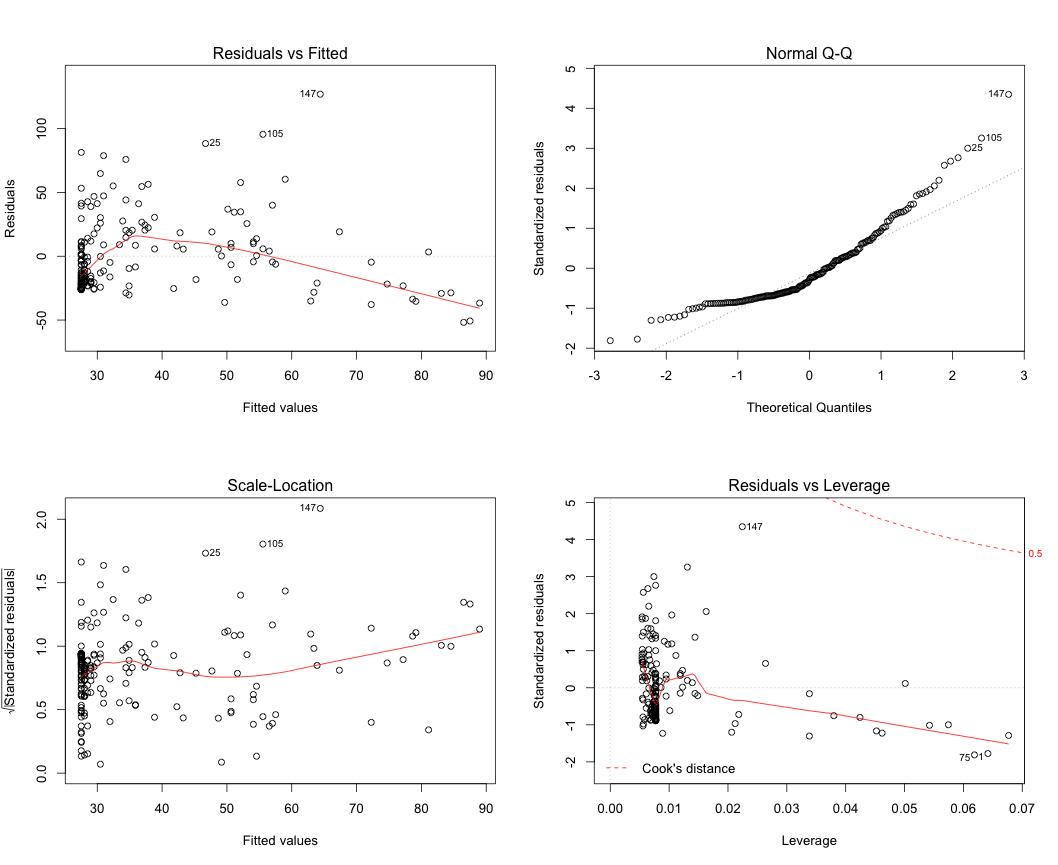 Residuals vs Fitted
Residuals
-50 0 50 100
147
105
25
30 40 50 60 70 80 90
Fitted values
Normal Q-Q
Standardized residuals
-2 -1 0 1 2 3 4 5
147
105
25
-3 -2 -1 0 1 2 3
Theoretical Quantiles
Scale-Location
√|Standardized residuals|
0.0 0.5 1.0 1.5 2.0
147
105
25
30 40 50 60 70 80 90
Fitted values
Residuals vs Leverage
Standardized residuals
-2 -1 0 1 2 3 4 5
147
0.5
75 1
Cook's distance
0.00 0.01 0.02 0.03 0.04 0.05 0.06 0.07
Leverage